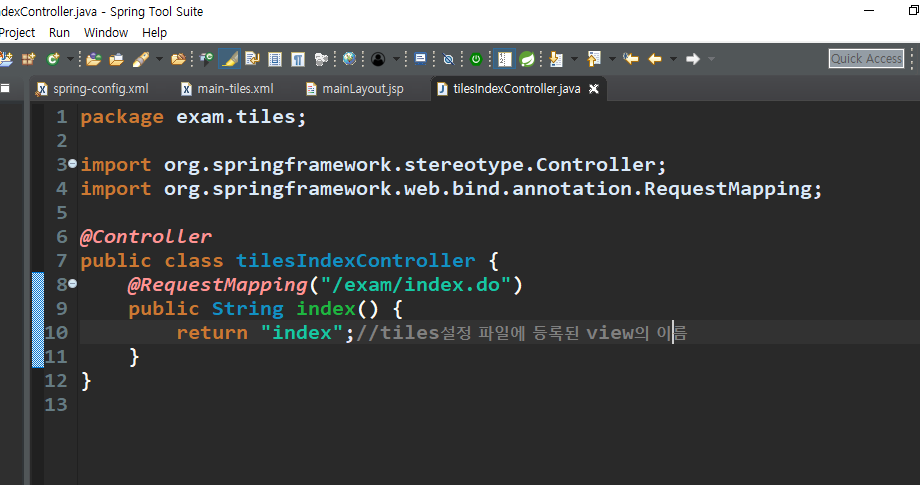 ndexController.java - Spring Tool Suite
Project Run Window Help
Quick Access
spring-config.xml main-tiles.xml mainLayout.jsp tilesIndexController.java
1 package exam.tiles;
2
3 import org.springframework.stereotype.Controller;
4 import org.springframework.web.bind.annotation.RequestMapping;
5
6 @Controller
7 public class tilesIndexController {
8 @RequestMapping("/exam/index.do")
9 public String index() {
10 return "index";//tiles설정 파일에 등록된 view의 이름
11 }
12 }
13